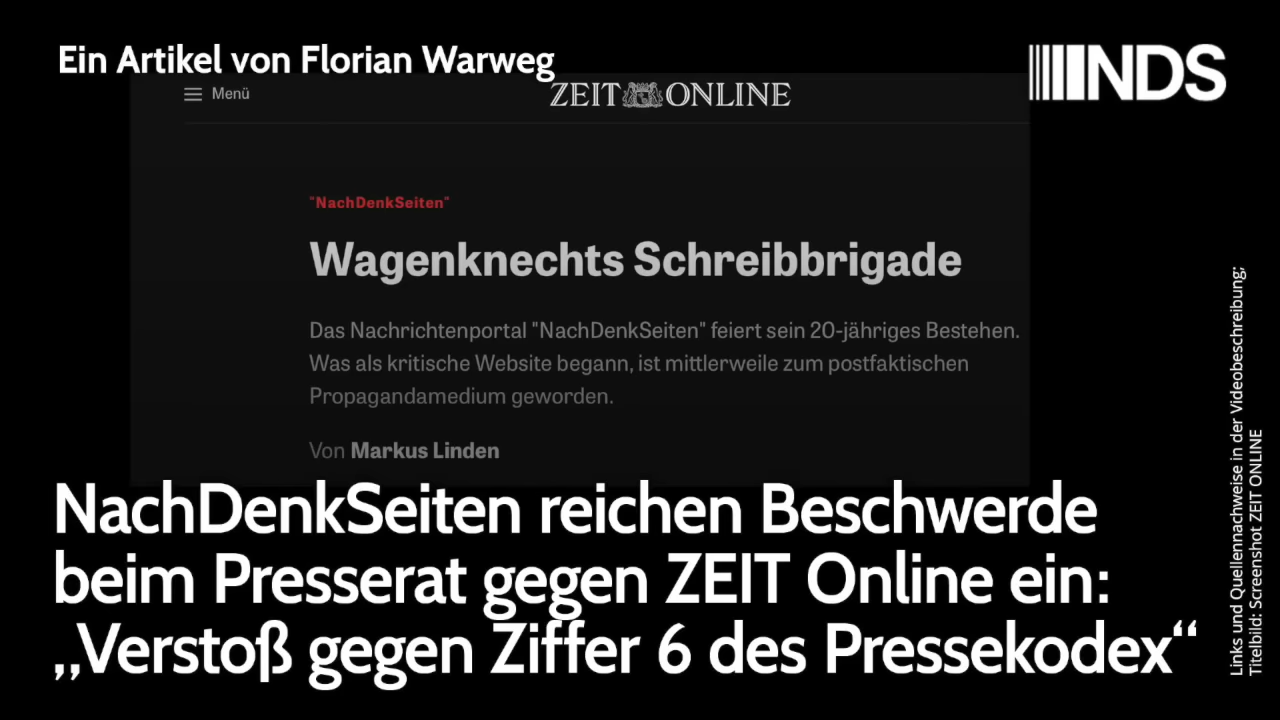 Ein Artikel von Florian Warweg
NDS
Menü
ZEIT ONLINE
"NachDenkSeiten"
Wagenknechts Schreibbrigade
Das Nachrichtenportal "NachDenkSeiten" feiert sein 20-jähriges Bestehen.
Was als kritische Website begann, ist mittlerweile zum postfaktischen
Propagandamedium geworden.
Von Markus Linden
NachDenkSeiten reichen Beschwerde
beim Presserat gegen ZEIT Online ein:
„Verstoß gegen Ziffer 6 des Pressekodex“
Links und Quellennachweise in der Videobeschreibung;
Titelbild: Screenshot ZEIT ONLINE